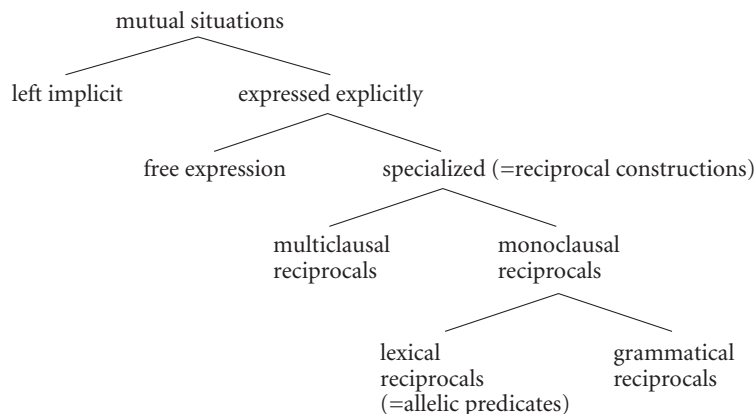 mutual situations
left implicit
expressed explicitly
free expression
specialized (=reciprocal constructions)
multiclausal
reciprocals
monoclausal
reciprocals
lexical
reciprocals
(=allelic predicates)
grammatical
reciprocals